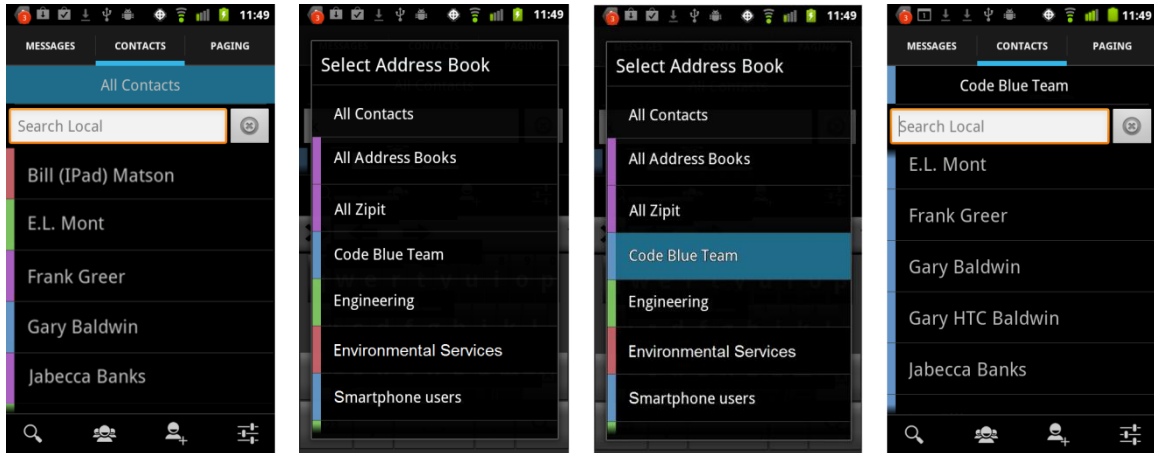 3 11:49
MESSAGES CONTACTS PAGING
All Contacts
Search Local
Bill (IPad) Matson
E.L. Mont
Frank Greer
Gary Baldwin
Jabecca Banks
3 11:49
Select Address Book
All Contacts
All Address Books
All Zipit
Code Blue Team
Engineering
Environmental Services
Smartphone users
3 11:49
Select Address Book
All Contacts
All Address Books
All Zipit
Code Blue Team
Engineering
Environmental Services
Smartphone users
3 11:49
MESSAGES CONTACTS PAGING
Code Blue Team
Search Local
E.L. Mont
Frank Greer
Gary Baldwin
Gary HTC Baldwin
Jabecca Banks